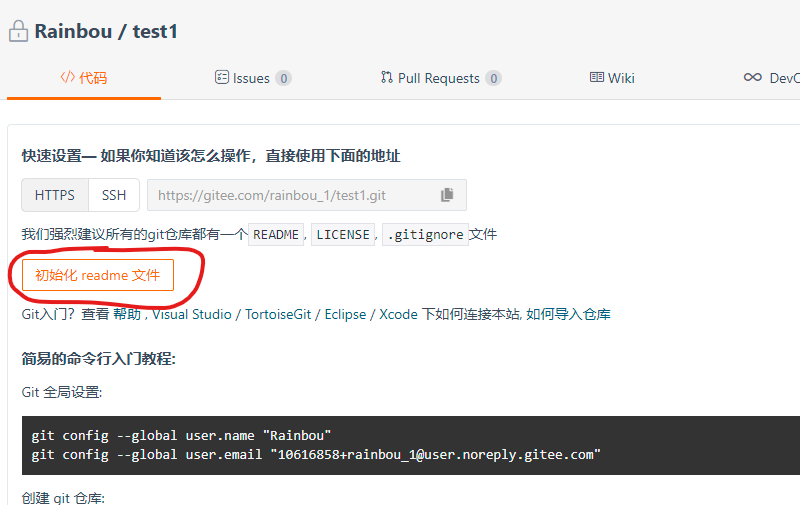 Rainbou / test1
</> 代码 Issues 0 Pull Requests 0 Wiki DevO
快速设置— 如果你知道该怎么操作，直接使用下面的地址
HTTPS SSH https://gitee.com/rainbou_1/test1.git
我们强烈建议所有的git仓库都有一个 README, LICENSE, .gitignore 文件
初始化 readme 文件
Git入门？查看 帮助 , Visual Studio / TortoiseGit / Eclipse / Xcode 下如何连接本站, 如何导入仓库
简易的命令行入门教程:
Git 全局设置:
git config --global user.name "Rainbou"
git config --global user.email "10616858+rainbou_1@user.noreply.gitee.com"
创建 git 仓库: